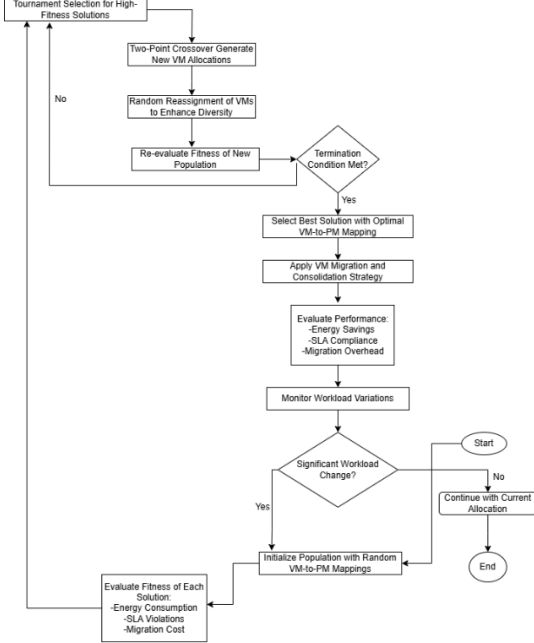 Tournament Selection for High-
Fitness Solutions
Two-Point Crossover Generate
New VM Allocations
No
Random Reassignment of VMs
to Enhance Diversity
Re-evaluate Fitness of New
Population
Termination
Condition Met?
Yes
Select Best Solution with Optimal
VM-to-PM Mapping
Apply VM Migration and
Consolidation Strategy
Evaluate Performance:
-Energy Savings
-SLA Compliance
-Migration Overhead
Monitor Workload Variations
Start
Significant Workload
Change?
No
Continue with Current
Allocation
Yes
Initialize Population with Random
VM-to-PM Mappings
End
Evaluate Fitness of Each
Solution:
-Energy Consumption
-SLA Violations
-Migration Cost